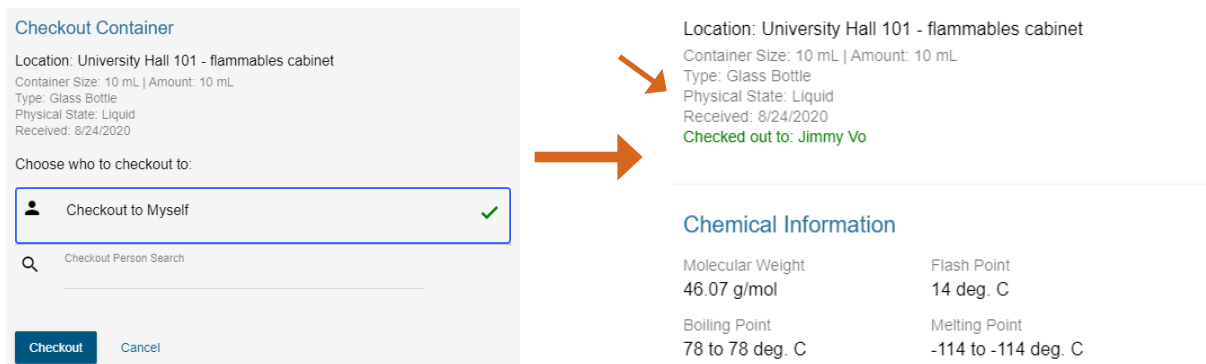 Checkout Container
Location: University Hall 101 - flammables cabinet
Container Size: 10 mL | Amount: 10 mL
Type: Glass Bottle
Physical State: Liquid
Received: 8/24/2020
Choose who to checkout to:
Checkout to Myself
Checkout Person Search
Checkout Cancel
Location: University Hall 101 - flammables cabinet
Container Size: 10 mL | Amount: 10 mL
Type: Glass Bottle
Physical State: Liquid
Received: 8/24/2020
Checked out to: Jimmy Vo
Chemical Information
Molecular Weight Flash Point
46.07 g/mol 14 deg. C
Boiling Point Melting Point
78 to 78 deg. C -114 to -114 deg. C